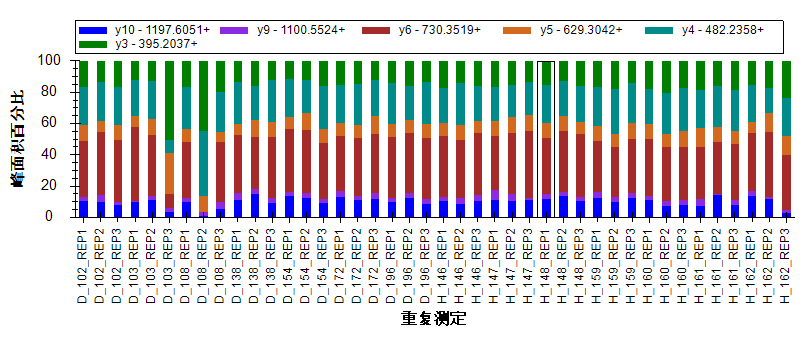 y10 - 1197.6051+ y9 - 1100.5524+ y6 - 730.3519+ y5 - 629.3042+ y4 - 482.2358+
y3 - 395.2037+
100
80
60
40
20
0
峰面积百分比
D_102_REP1
D_102_REP2
D_102_REP3
D_103_REP1
D_103_REP2
D_103_REP3
D_108_REP1
D_108_REP2
D_108_REP3
D_138_REP1
D_138_REP2
D_138_REP3
D_154_REP1
D_154_REP2
D_154_REP3
D_172_REP1
D_172_REP2
D_172_REP3
D_196_REP1
D_196_REP2
D_196_REP3
H_146_REP1
H_146_REP2
H_146_REP3
H_147_REP1
H_147_REP2
H_147_REP3
H_148_REP1
H_148_REP2
H_148_REP3
H_159_REP1
H_159_REP2
H_159_REP3
H_160_REP1
H_160_REP2
H_160_REP3
H_161_REP1
H_161_REP2
H_161_REP3
H_162_REP1
H_162_REP2
H_162_REP3
重复测定